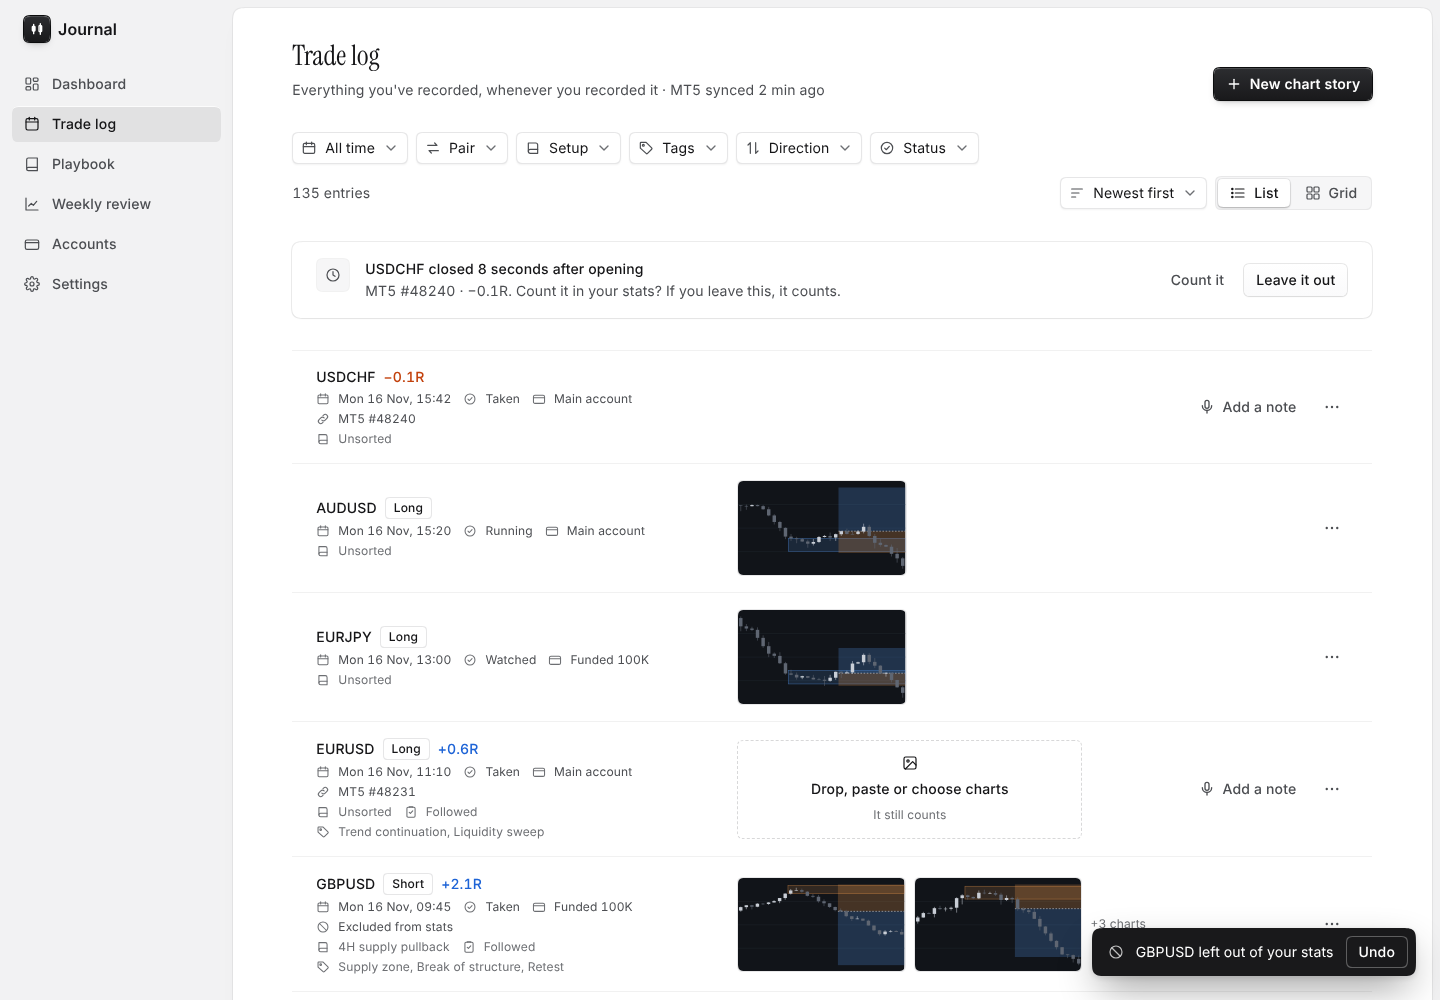 Journal
Dashboard
Trade log
Playbook
Weekly review
Accounts
Settings
Trade log
Everything you've recorded, whenever you recorded it · MT5 synced 2 min ago
New chart story
All time
Pair
Setup
Tags
Direction
Status
135 entries
Newest first
List
Grid
USDCHF closed 8 seconds after opening
MT5 #48240 · −0.1R. Count it in your stats? If you leave this, it counts.
Count it
Leave it out
USDCHF −0.1R
Mon 16 Nov, 15:42 Taken Main account
MT5 #48240
Unsorted
Add a note
AUDUSD Long
Mon 16 Nov, 15:20 Running Main account
Unsorted
EURJPY Long
Mon 16 Nov, 13:00 Watched Funded 100K
Unsorted
EURUSD Long +0.6R
Mon 16 Nov, 11:10 Taken Main account
MT5 #48231
Unsorted Followed
Trend continuation, Liquidity sweep
Drop, paste or choose charts
It still counts
Add a note
GBPUSD Short +2.1R
Mon 16 Nov, 09:45 Taken Funded 100K
Excluded from stats
4H supply pullback Followed
Supply zone, Break of structure, Retest
+3 charts
GBPUSD left out of your stats
Undo